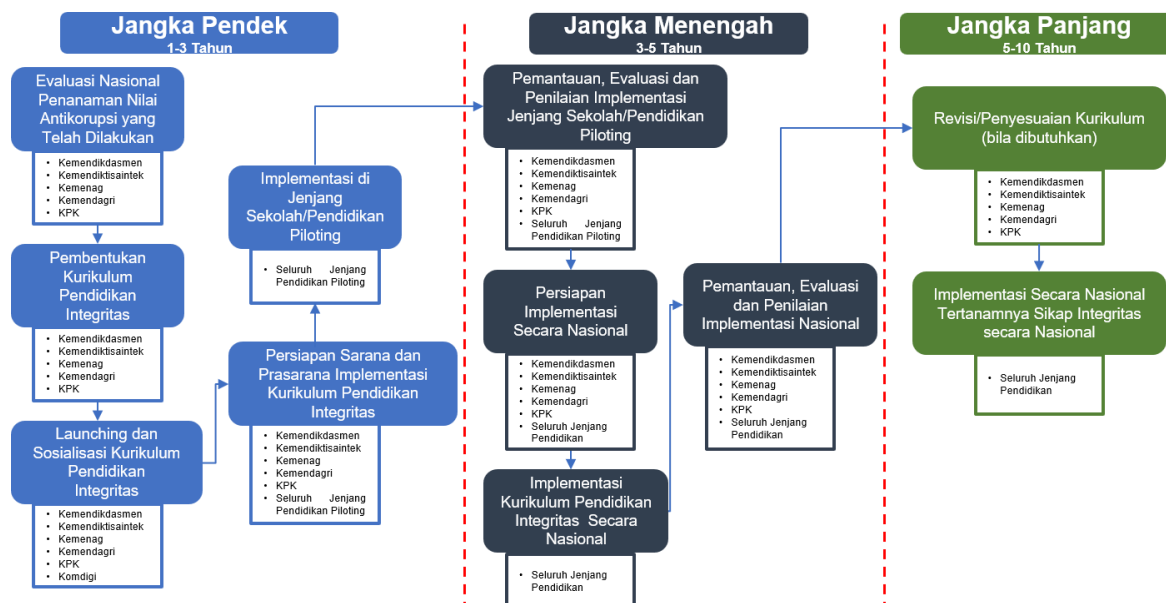 Jangka Pendek
1-3 Tahun
Evaluasi Nasional
Penanaman Nilai
Antikorupsi yang
Telah Dilakukan
• Kemendikdasmen
• Kemendiktisaintek
• Kemenag
• Kemendagri
• KPK
Pembentukan
Kurikulum
Pendidikan
Integritas
• Kemendikdasmen
• Kemendiktisaintek
• Kemenag
• Kemendagri
• KPK
Launching dan
Sosialisasi Kurikulum
Pendidikan
Integritas
• Kemendikdasmen
• Kemendiktisaintek
• Kemenag
• Kemendagri
• KPK
• Komdigi
Persiapan Sarana dan
Prasarana Implementasi
Kurikulum Pendidikan
Integritas
• Kemendikdasmen
• Kemendiktisaintek
• Kemenag
• Kemendagri
• KPK
• Seluruh Jenjang
Pendidikan Piloting
Implementasi di
Jenjang
Sekolah/Pendidikan
Piloting
• Seluruh Jenjang
Pendidikan Piloting
Jangka Menengah
3-5 Tahun
Pemantauan, Evaluasi dan
Penilaian Implementasi
Jenjang Sekolah/Pendidikan
Piloting
• Kemendikdasmen
• Kemendiktisaintek
• Kemenag
• Kemendagri
• KPK
• Seluruh Jenjang
Pendidikan Piloting
Persiapan
Implementasi
Secara Nasional
• Kemendikdasmen
• Kemendiktisaintek
• Kemenag
• Kemendagri
• KPK
• Seluruh Jenjang
Pendidikan
Implementasi
Kurikulum Pendidikan
Integritas Secara
Nasional
• Seluruh Jenjang
Pendidikan
Pemantauan, Evaluasi
dan Penilaian
Implementasi Nasional
• Kemendikdasmen
• Kemendiktisaintek
• Kemenag
• Kemendagri
• KPK
• Seluruh Jenjang
Pendidikan
Jangka Panjang
5-10 Tahun
Revisi/Penyesuaian Kurikulum
(bila dibutuhkan)
• Kemendikdasmen
• Kemendiktisaintek
• Kemenag
• Kemendagri
• KPK
Implementasi Secara Nasional
Tertanamnya Sikap Integritas
secara Nasional
• Seluruh Jenjang
Pendidikan